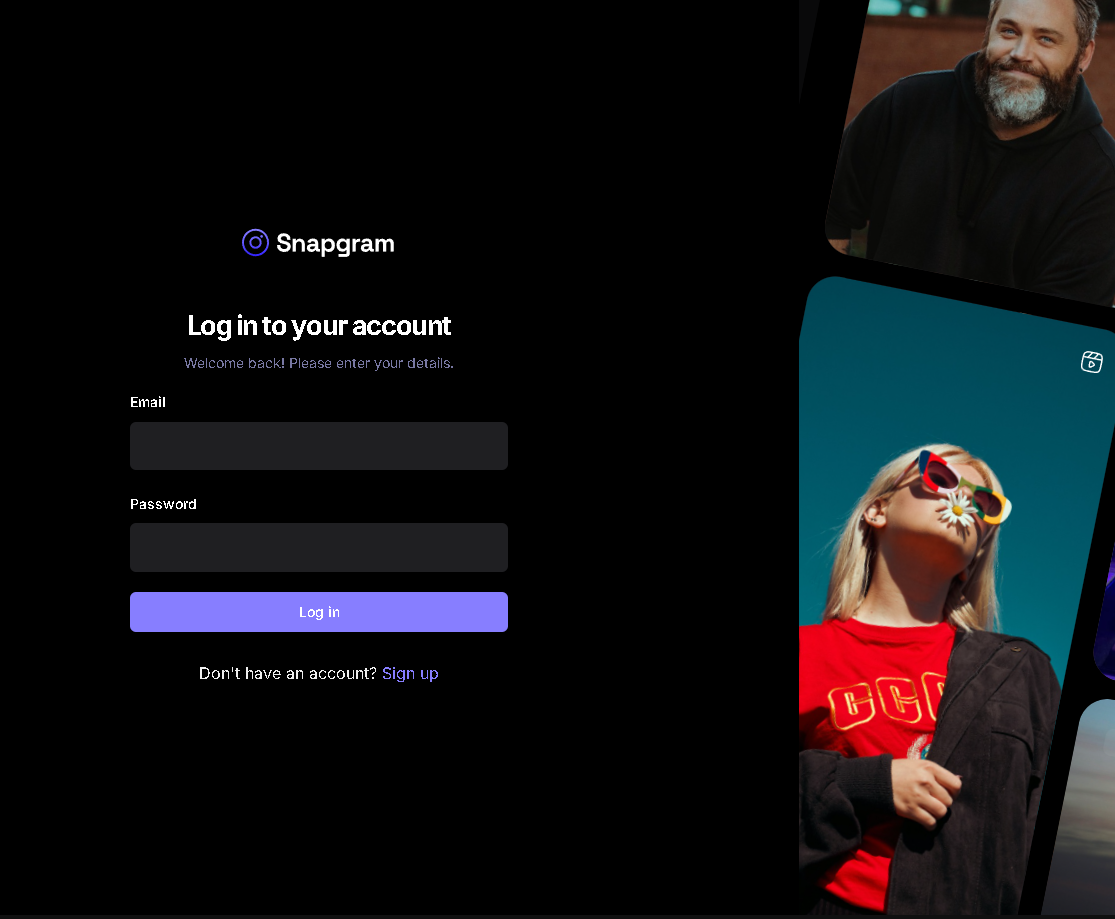 Snapgram
Log in to your account
Welcome back! Please enter your details.
Email
Password
Log in
Don't have an account? Sign up
CCC